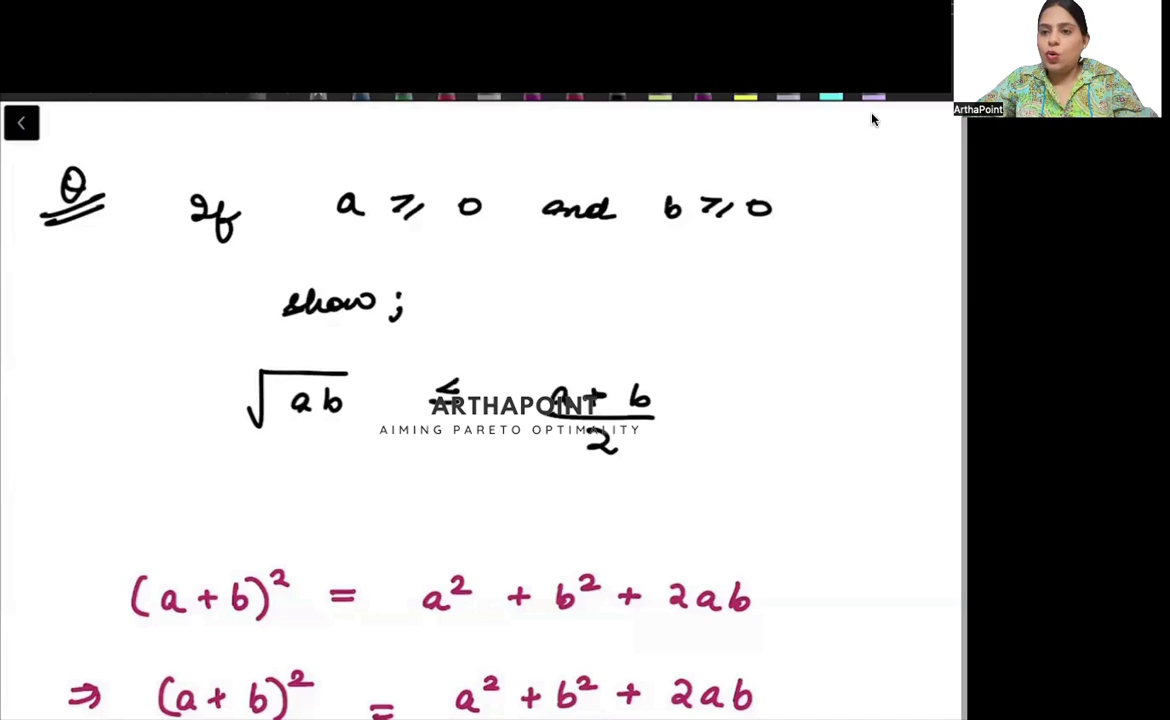 ArthaPoint
Q If a ≥ 0 and b ≥ 0
show;
√ab ≤ a + b / 2
ARTHAPOINT
AIMING PARETO OPTIMALITY
(a + b)² = a² + b² + 2ab
⇒ (a + b)² = a² + b² + 2ab